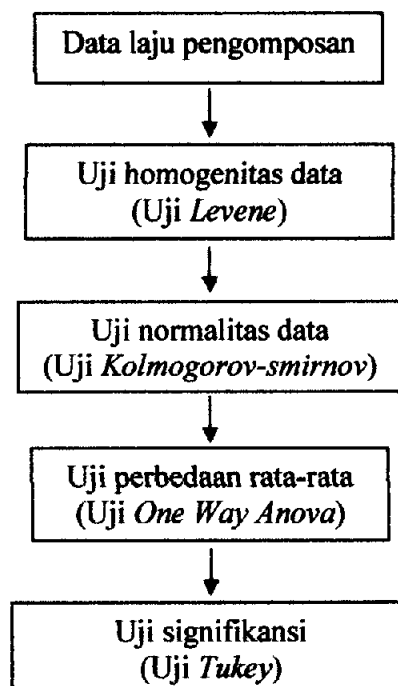 Data laju pengomposan
Uji homogenitas data
(Uji Levene)
Uji normalitas data
(Uji Kolmogorov-smirnov)
Uji perbedaan rata-rata
(Uji One Way Anova)
Uji signifikansi
(Uji Tukey)